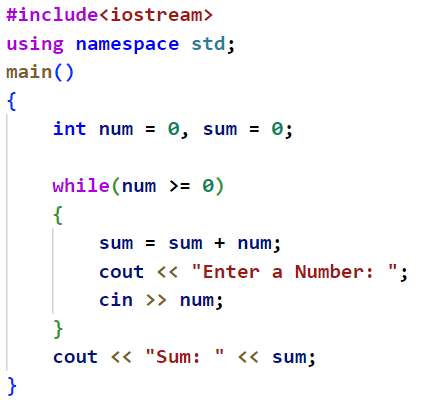 #include<iostream>
using namespace std;
main()
{
    int num = 0, sum = 0;

    while(num >= 0)
    {
        sum = sum + num;
        cout << "Enter a Number: ";
        cin >> num;
    }
    cout << "Sum: " << sum;
}